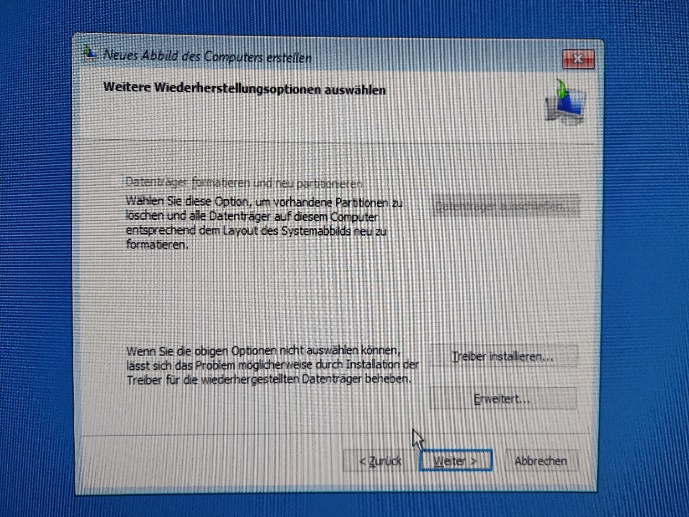 Neues Abbild des Computers erstellen
Weitere Wiederherstellungsoptionen auswählen
Datenträger formatieren und neu partitionieren
Wählen Sie diese Option, um vorhandene Partitionen zu
löschen und alle Datenträger auf diesem Computer
entsprechend dem Layout des Systemabbilds neu zu
formatieren.
Datenträger ausschließen...
Wenn Sie die obigen Optionen nicht auswählen können,
lässt sich das Problem möglicherweise durch Installation der
Treiber für die wiederhergestellten Datenträger beheben.
Treiber installieren...
Erweitert...
< Zurück
Weiter >
Abbrechen